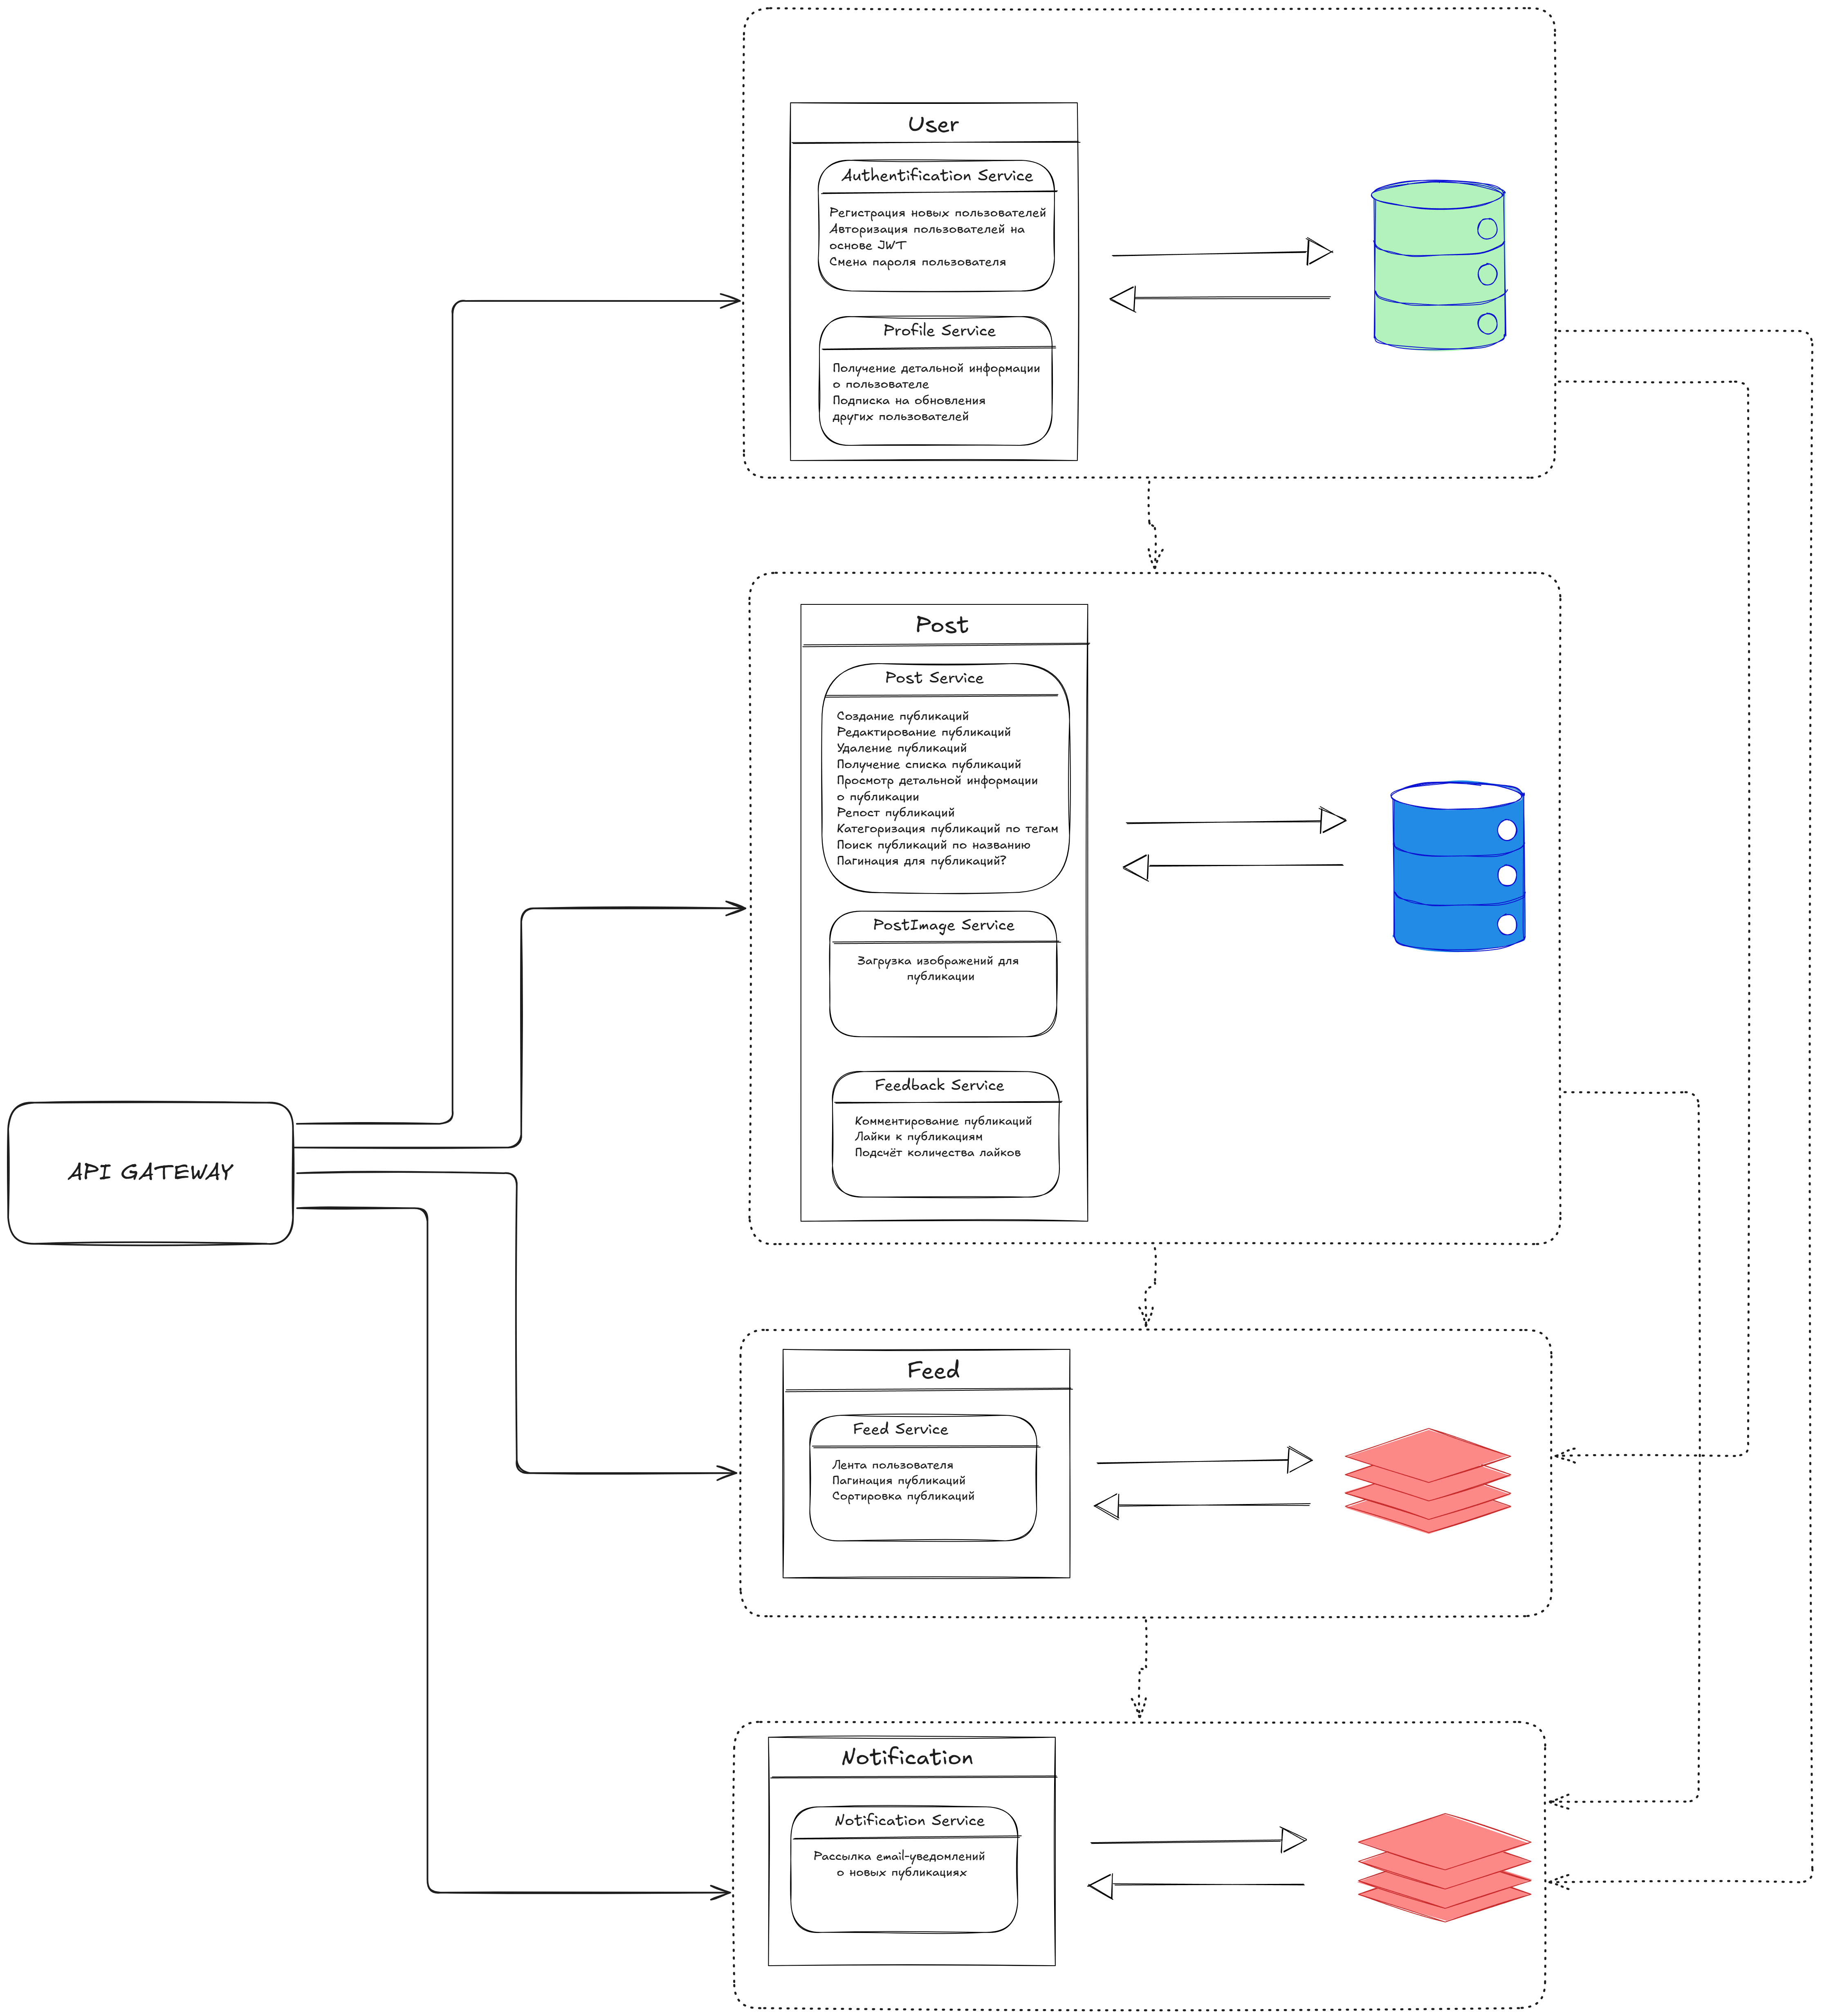 User
Authentification Service
Регистрация новых пользователей
Авторизация пользователей на
основе JWT
Смена пароля пользователя
Profile Service
Получение детальной информации
о пользователе
Подписка на обновления
других пользователей
Post
Post Service
Создание публикаций
Редактирование публикаций
Удаление публикаций
Получение списка публикаций
Просмотр детальной информации
о публикации
Репост публикаций
Категоризация публикаций по тегам
Поиск публикаций по названию
Пагинация для публикаций?
PostImage Service
Загрузка изображений для
публикации
Feedback Service
Комментирование публикаций
Лайки к публикациям
Подсчёт количества лайков
API GATEWAY
Feed
Feed Service
Лента пользователя
Пагинация публикаций
Сортировка публикаций
Notification
Notification Service
Рассылка email-уведомлений
о новых публикациях